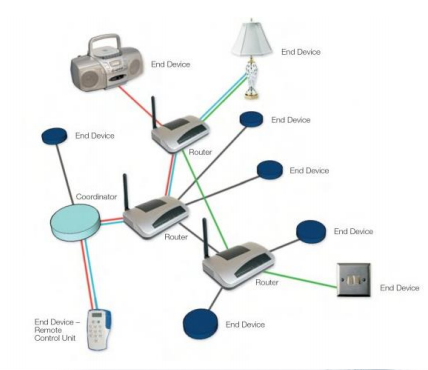 End Device
End Device
End Device
End Device
Router
End Device
Coordinator
Router
End Device
Router
End Device
End Device
End Device –
Remote
Control Unit